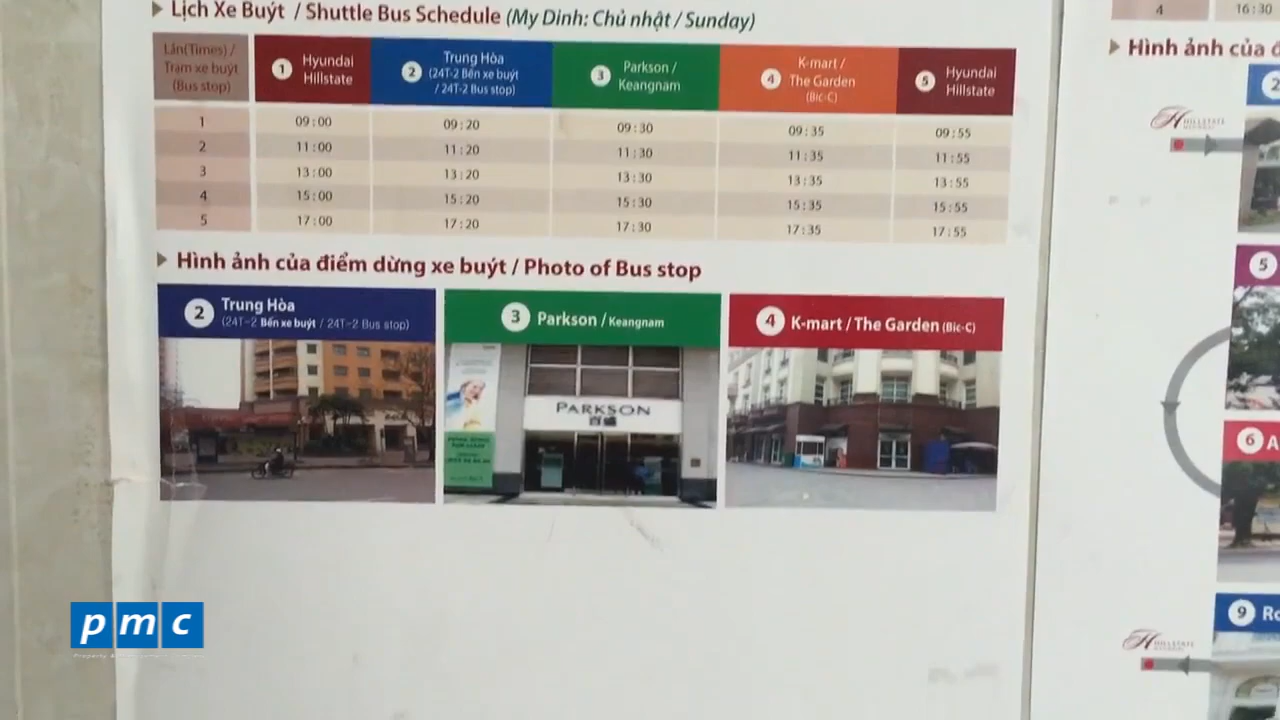 Lịch Xe Buýt / Shuttle Bus Schedule (My Dinh: Chủ nhật / Sunday)
Lần(Times) /
Trạm xe buýt
(Bus stop)
1 Hyundai
Hillstate
2 Trung Hòa
(24T-2 Bến xe buýt
/ 24T-2 Bus stop)
3 Parkson /
Keangnam
4 K-mart /
The Garden
(Bic-C)
5 Hyundai
Hillstate
1 09:00 09:20 09:30 09:35 09:55
2 11:00 11:20 11:30 11:35 11:55
3 13:00 13:20 13:30 13:35 13:55
4 15:00 15:20 15:30 15:35 15:55
5 17:00 17:20 17:30 17:35 17:55
Hình ảnh của điểm dừng xe buýt / Photo of Bus stop
2 Trung Hòa
(24T-2 Bến xe buýt / 24T-2 Bus stop)
3 Parkson / Keangnam
4 K-mart / The Garden (Bic-C)
PARKSON
百盛
pmc
4 16:30
Hình ảnh của
2
HILLSTATE
5
6 A
9
HILLSTATE